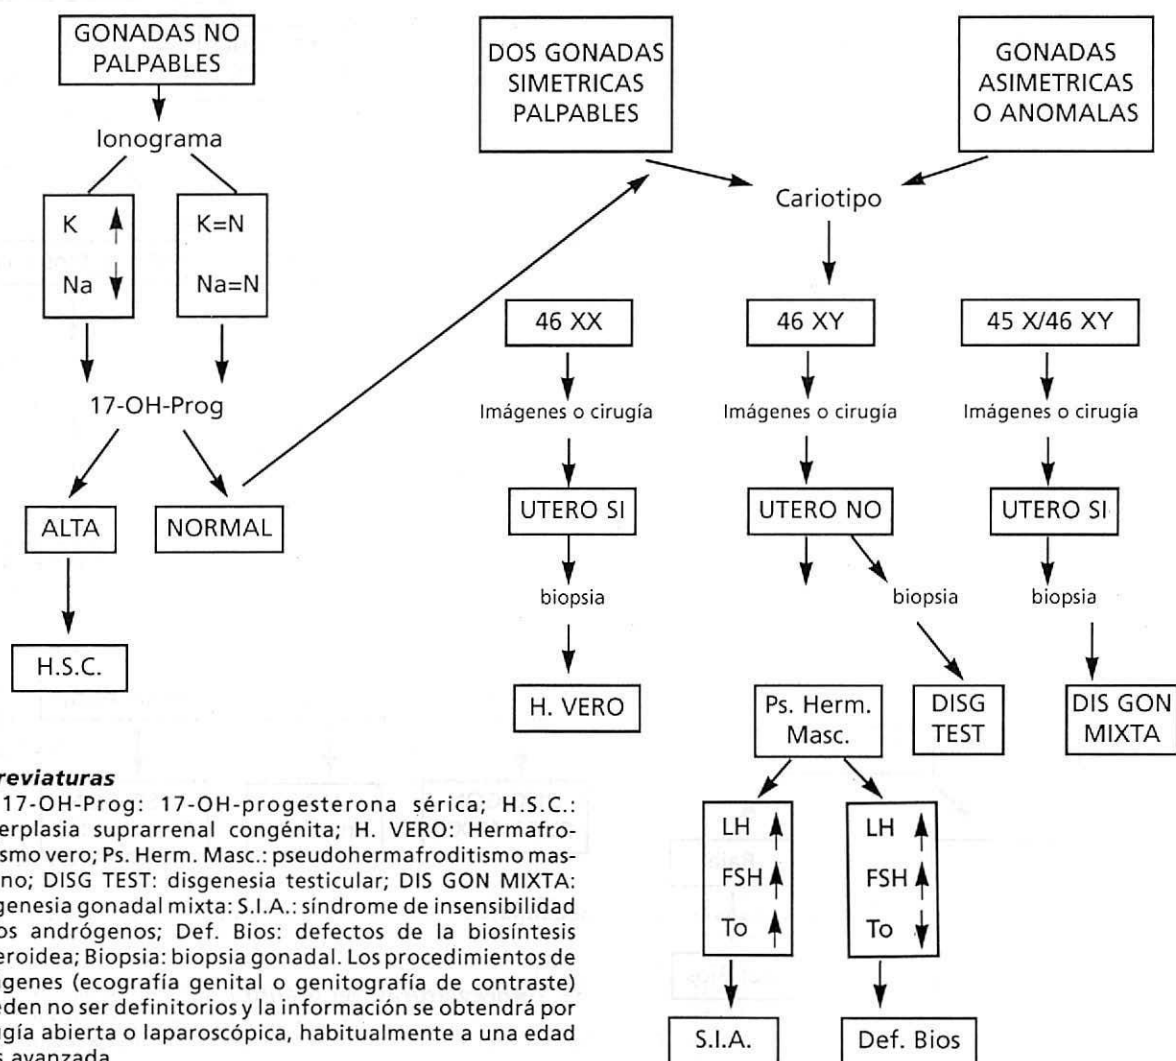 GONADAS NO
PALPABLES
DOS GONADAS
SIMETRICAS
PALPABLES
GONADAS
ASIMETRICAS
O ANOMALAS
Ionograma
Cariotipo
K
Na
K=N
Na=N
46 XX
46 XY
45 X/46 XY
17-OH-Prog
Imágenes o cirugía
Imágenes o cirugía
Imágenes o cirugía
ALTA
NORMAL
UTERO SI
UTERO NO
UTERO SI
biopsia
biopsia
biopsia
H.S.C.
H. VERO
Ps. Herm.
Masc.
DISG
TEST
DIS GON
MIXTA
LH
FSH
To
LH
FSH
To
S.I.A.
Def. Bios
reviaturas
17-OH-Prog: 17-OH-progesterona sérica; H.S.C.:
erplasia suprarrenal congénita; H. VERO: Hermafro-
ismo vero; Ps. Herm. Masc.: pseudohermafroditismo mas-
no; DISG TEST: disgenesia testicular; DIS GON MIXTA:
genesia gonadal mixta: S.I.A.: síndrome de insensibilidad
os andrógenos; Def. Bios: defectos de la biosíntesis
eroidea; Biopsia: biopsia gonadal. Los procedimientos de
ágenes (ecografía genital o genitografía de contraste)
eden no ser definitorios y la información se obtendrá por
ugía abierta o laparoscópica, habitualmente a una edad
s avanzada